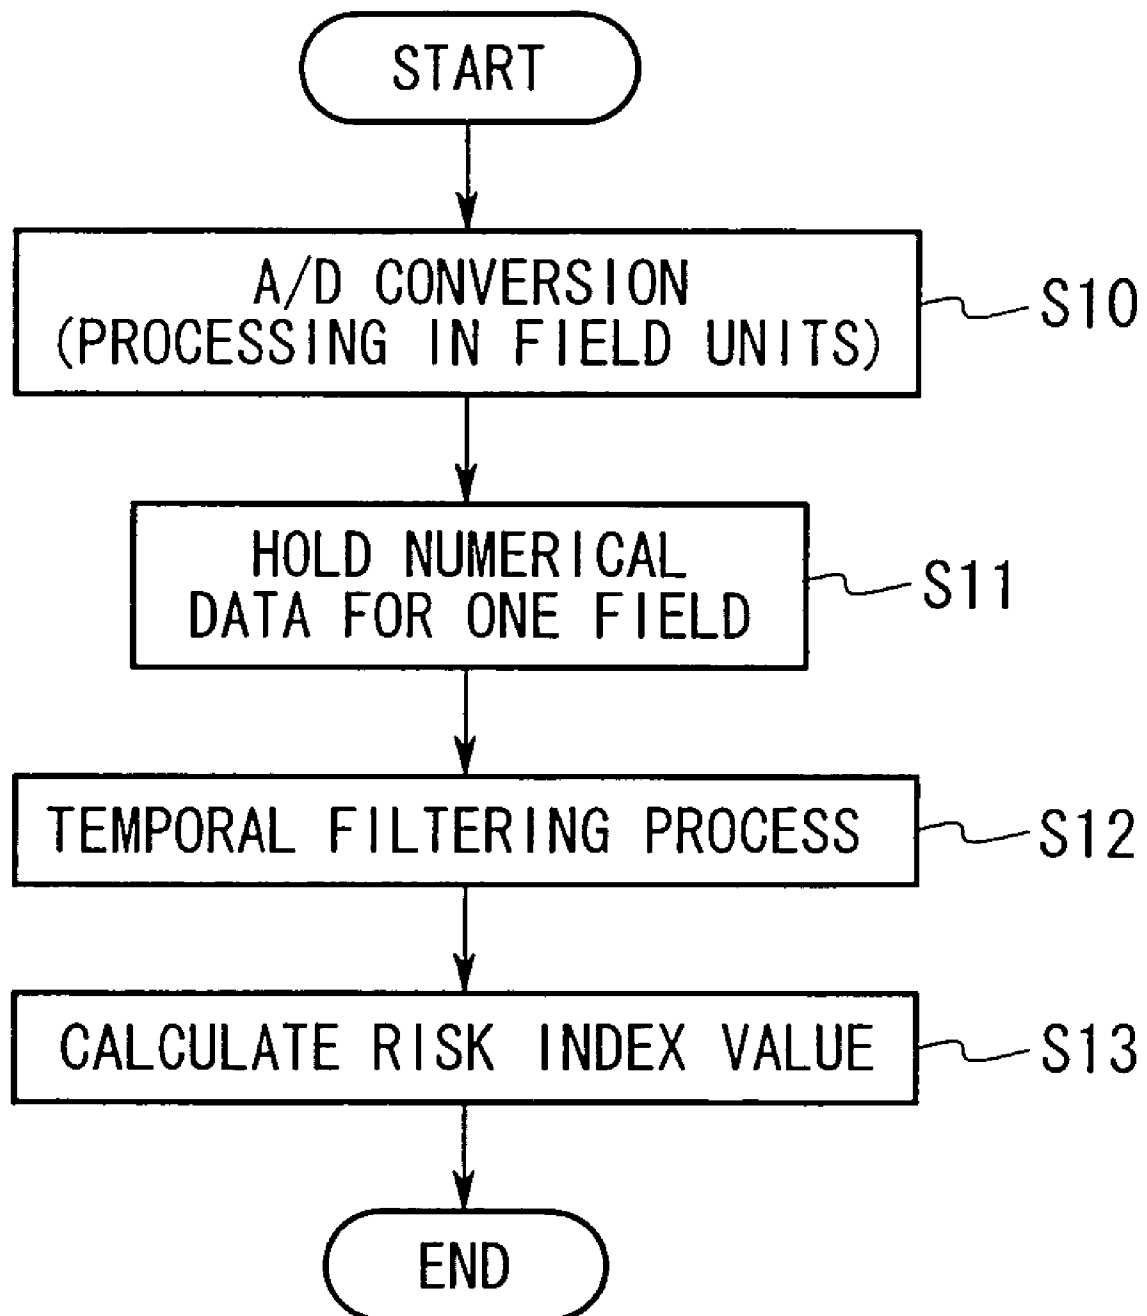 START
A/D CONVERSION
(PROCESSING IN FIELD UNITS)
S10
HOLD NUMERICAL
DATA FOR ONE FIELD
S11
TEMPORAL FILTERING PROCESS
S12
CALCULATE RISK INDEX VALUE
S13
END